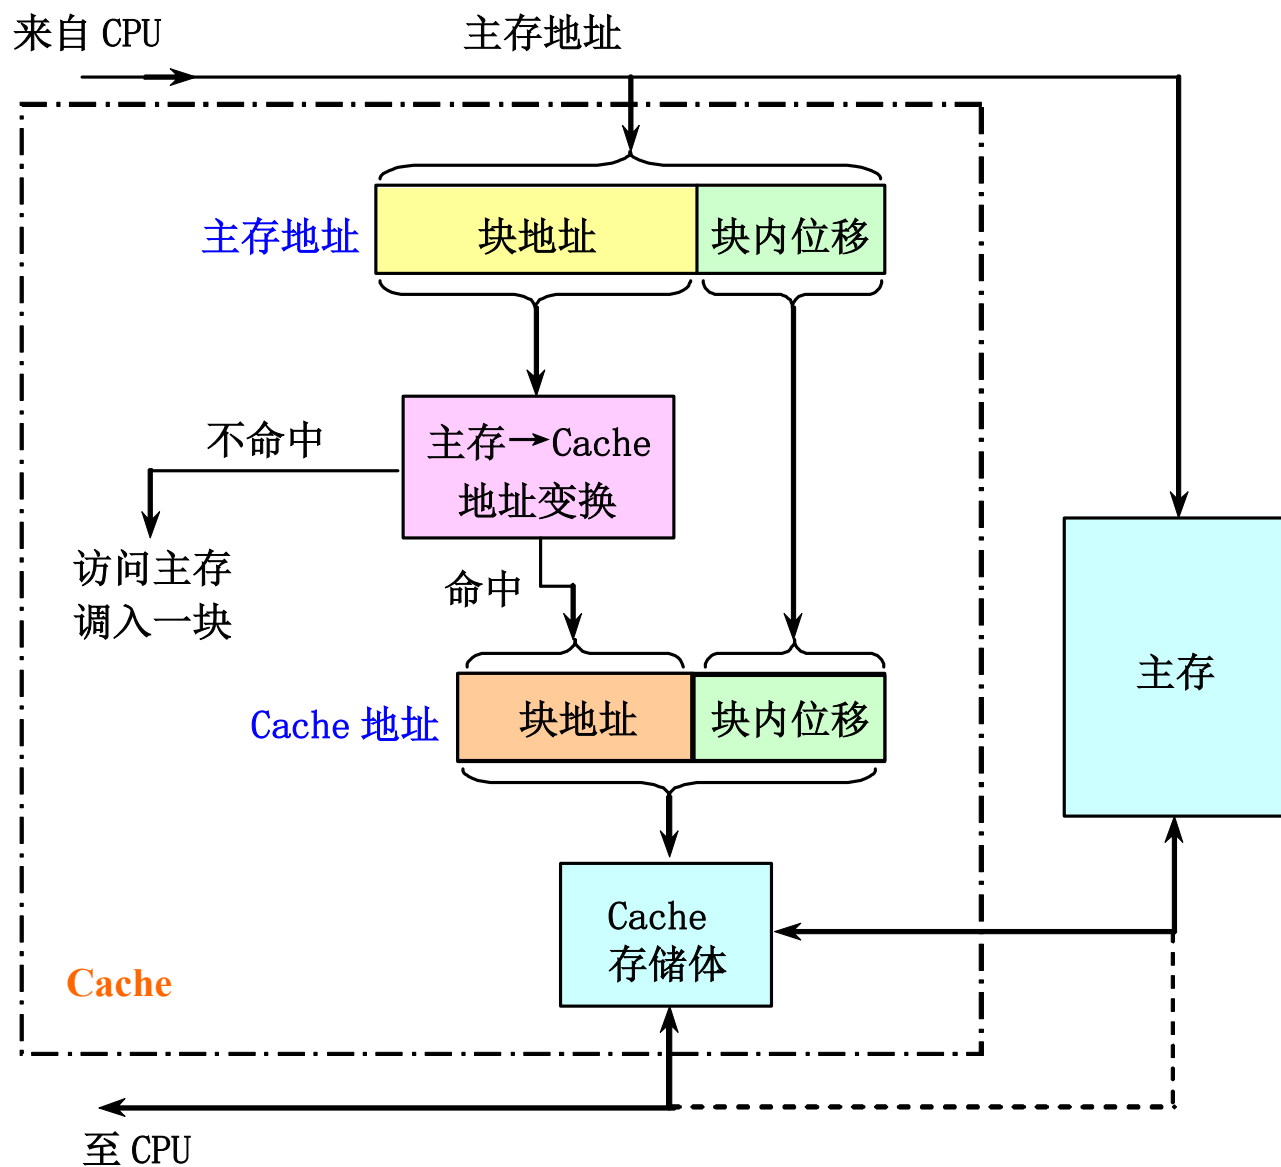 来自 CPU
主存地址
主存地址
块地址
块内位移
不命中
主存→Cache
地址变换
访问主存
调入一块
命中
主存
Cache 地址
块地址
块内位移
Cache
存储体
Cache
至 CPU